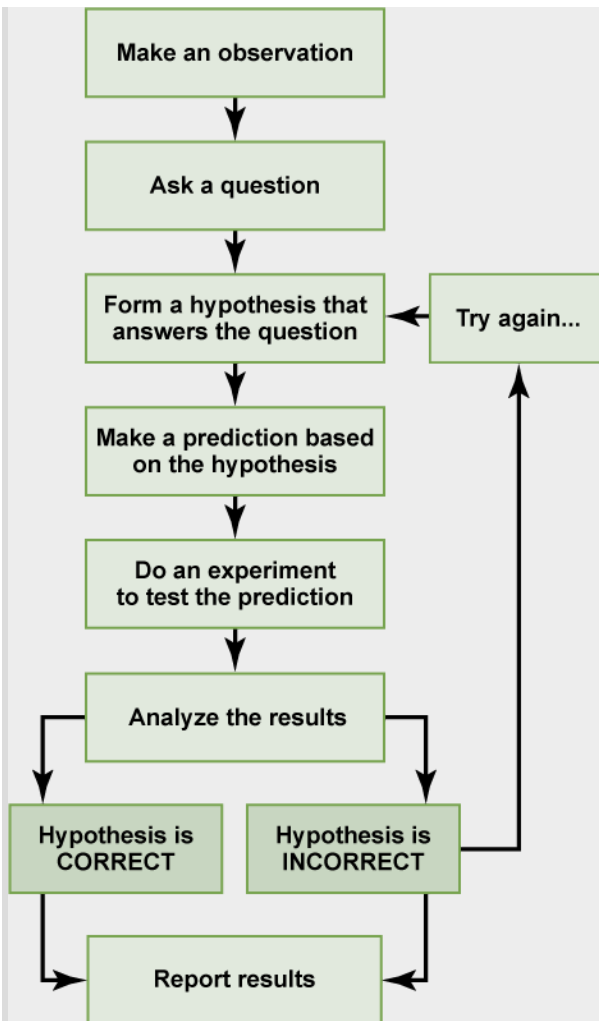 Make an observation
Ask a question
Form a hypothesis that
answers the question
Try again...
Make a prediction based
on the hypothesis
Do an experiment
to test the prediction
Analyze the results
Hypothesis is
CORRECT
Hypothesis is
INCORRECT
Report results